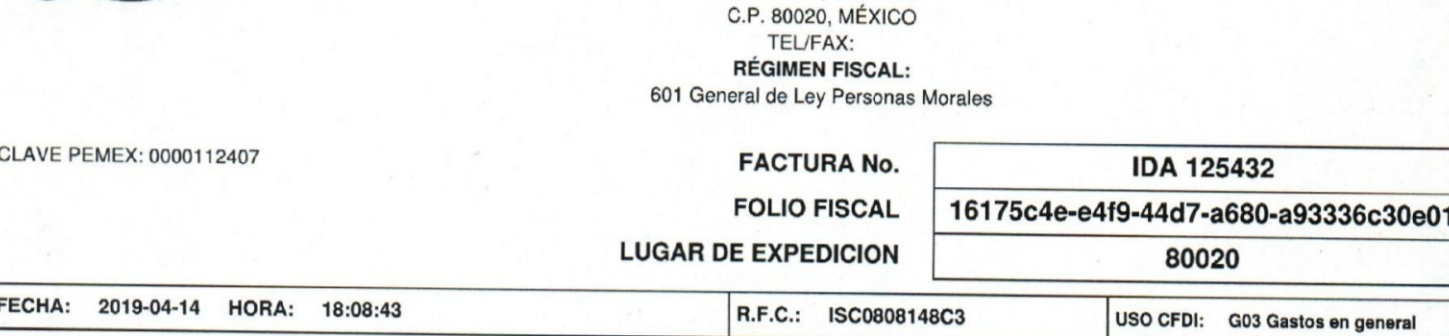 C.P. 80020, MÉXICO
TEL/FAX:
RÉGIMEN FISCAL:
601 General de Ley Personas Morales
CLAVE PEMEX: 0000112407
FACTURA No. IDA 125432
FOLIO FISCAL 16175c4e-e4f9-44d7-a680-a93336c30e01
LUGAR DE EXPEDICION 80020
FECHA: 2019-04-14 HORA: 18:08:43 R.F.C.: ISC0808148C3 USO CFDI: G03 Gastos en general